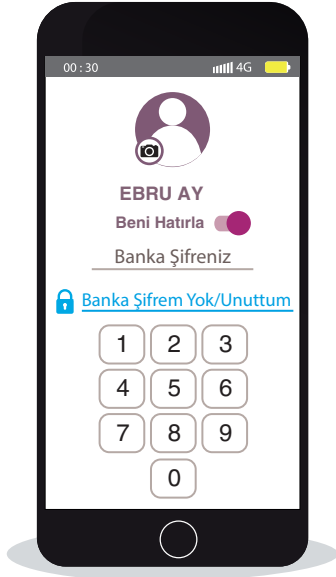 00 : 30 4G
EBRU AY
Beni Hatırla
Banka Şifreniz
Banka Şifrem Yok/Unuttum
1 2 3
4 5 6
7 8 9
0